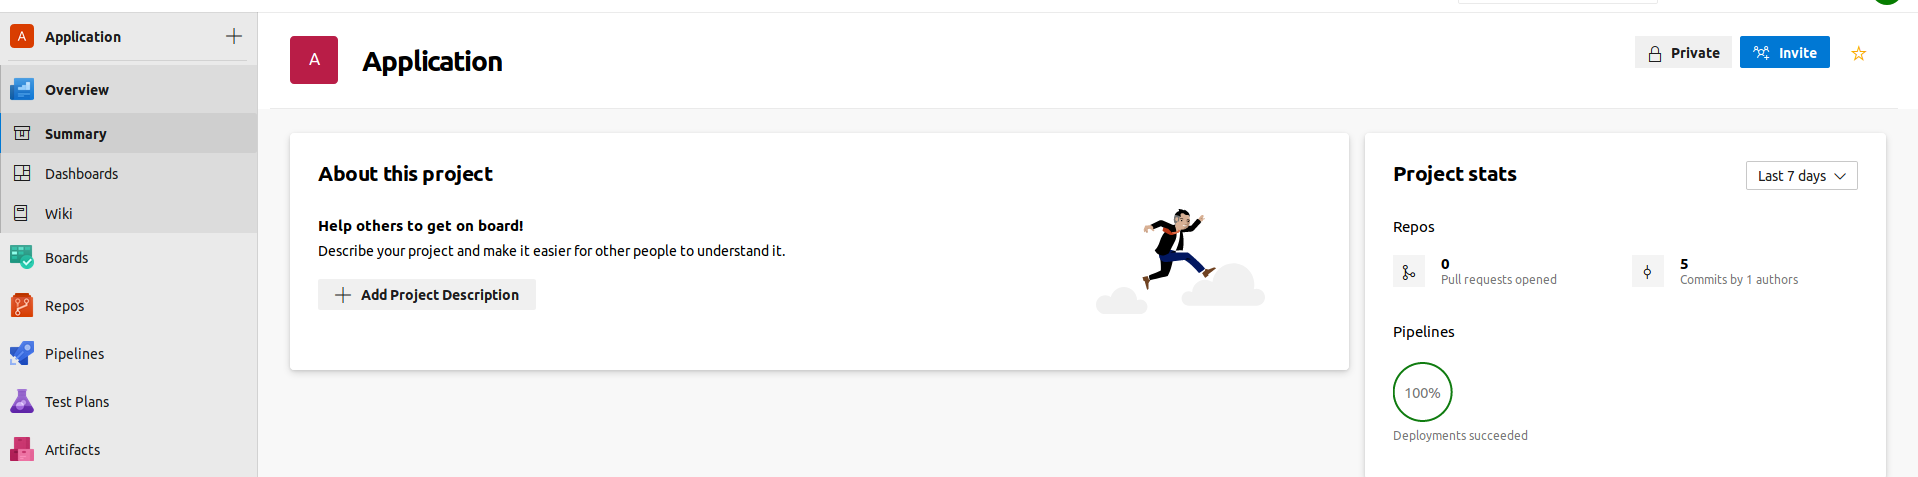 A Application
Overview
Summary
Dashboards
Wiki
Boards
Repos
Pipelines
Test Plans
Artifacts
A Application
Private
Invite
About this project
Help others to get on board!
Describe your project and make it easier for other people to understand it.
Add Project Description
Project stats
Last 7 days
Repos
0
Pull requests opened
5
Commits by 1 authors
Pipelines
100%
Deployments succeeded